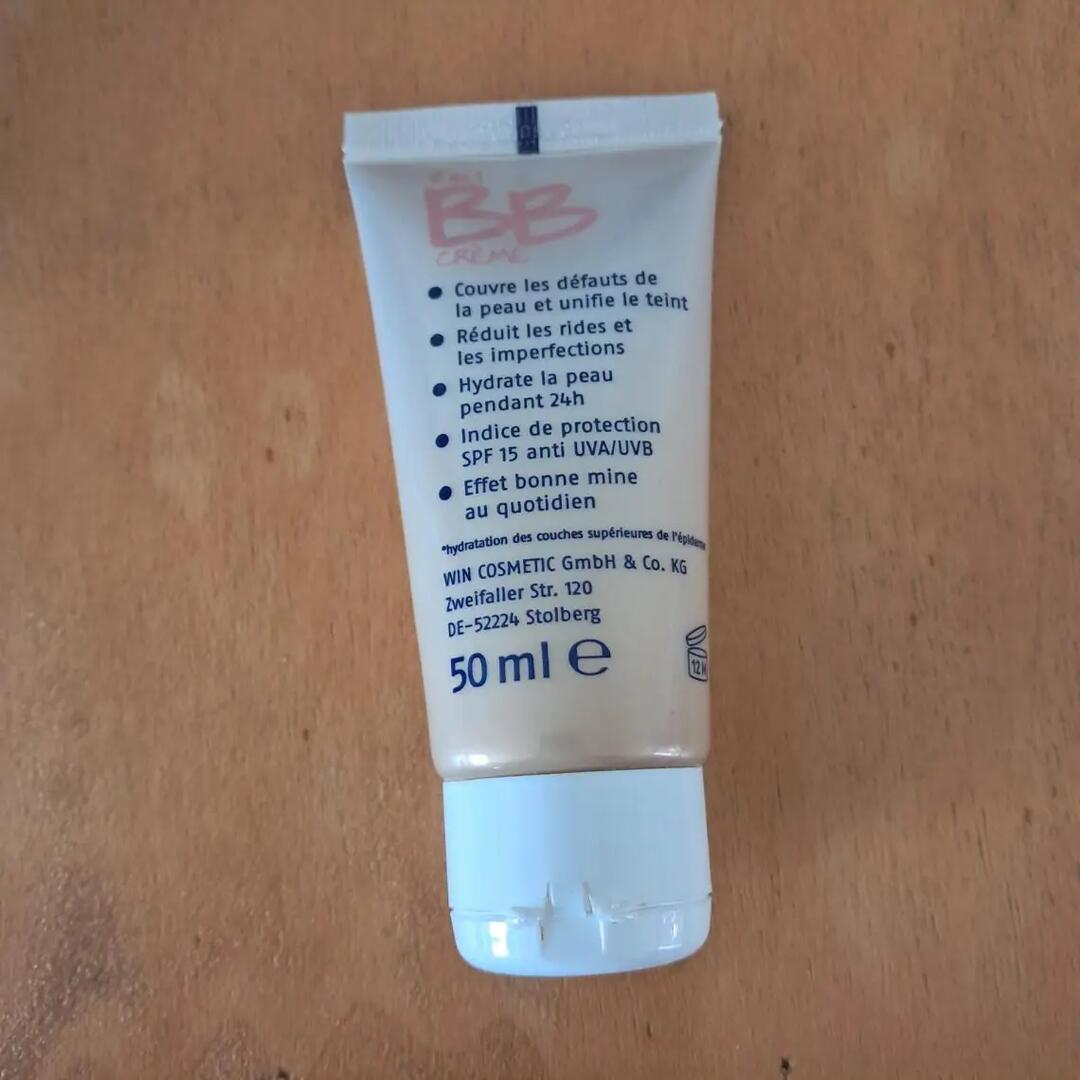 BB
CRÈME
● Couvre les défauts de
la peau et unifie le teint
● Réduit les rides et
les imperfections
● Hydrate la peau
pendant 24h
● Indice de protection
SPF 15 anti UVA/UVB
● Effet bonne mine
au quotidien
*hydratation des couches supérieures de
WIN COSMETIC GmbH & Co. KG
Zweifaller Str. 120
DE-52224 Stolberg
50 ml e
12 M